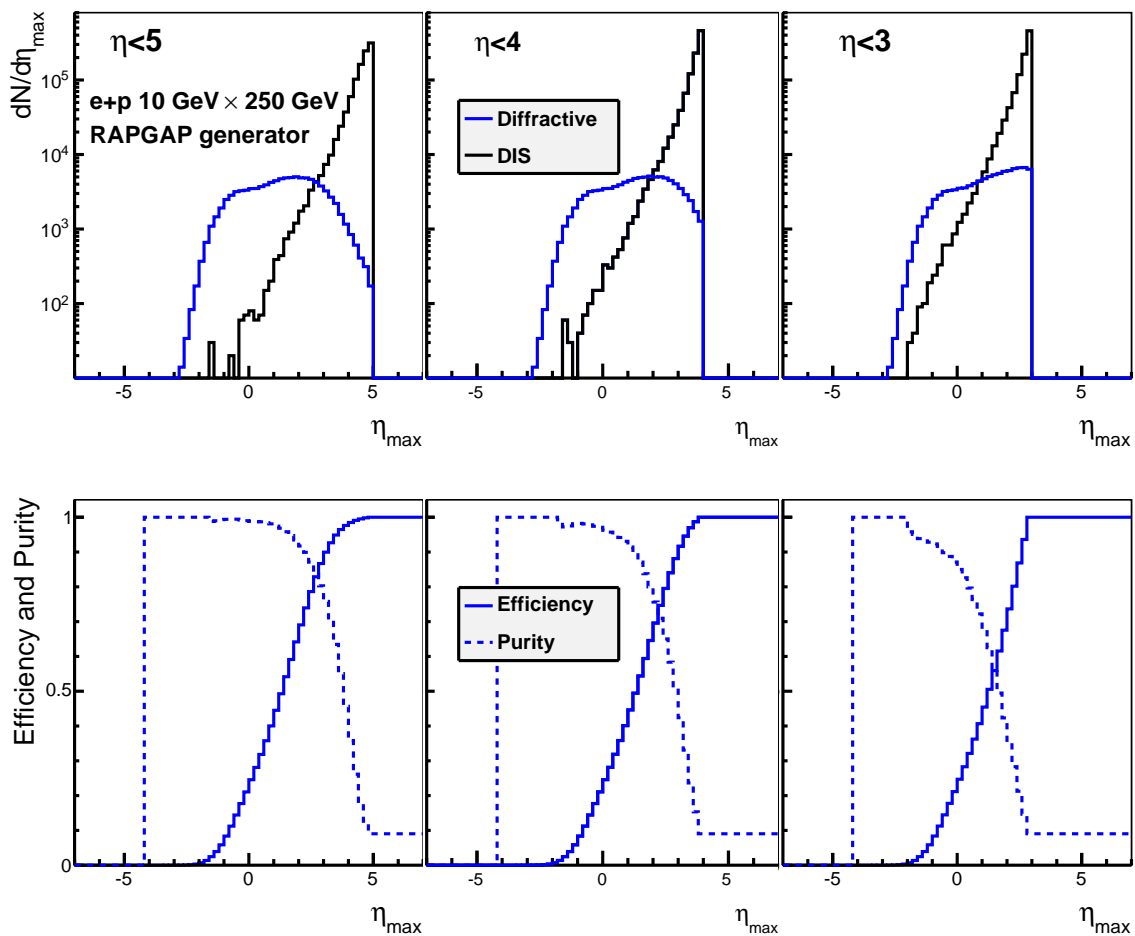 η<5
η<4
η<3
e+p 10 GeV × 250 GeV
RAPGAP generator
Diffractive
DIS
dN/dη_max
10^5
10^4
10^3
10^2
-5 0 5
-5 0 5
-5 0 5
η_max
η_max
η_max
Efficiency and Purity
1
0.5
0
Efficiency
Purity
-5 0 5
-5 0 5
-5 0 5
η_max
η_max
η_max